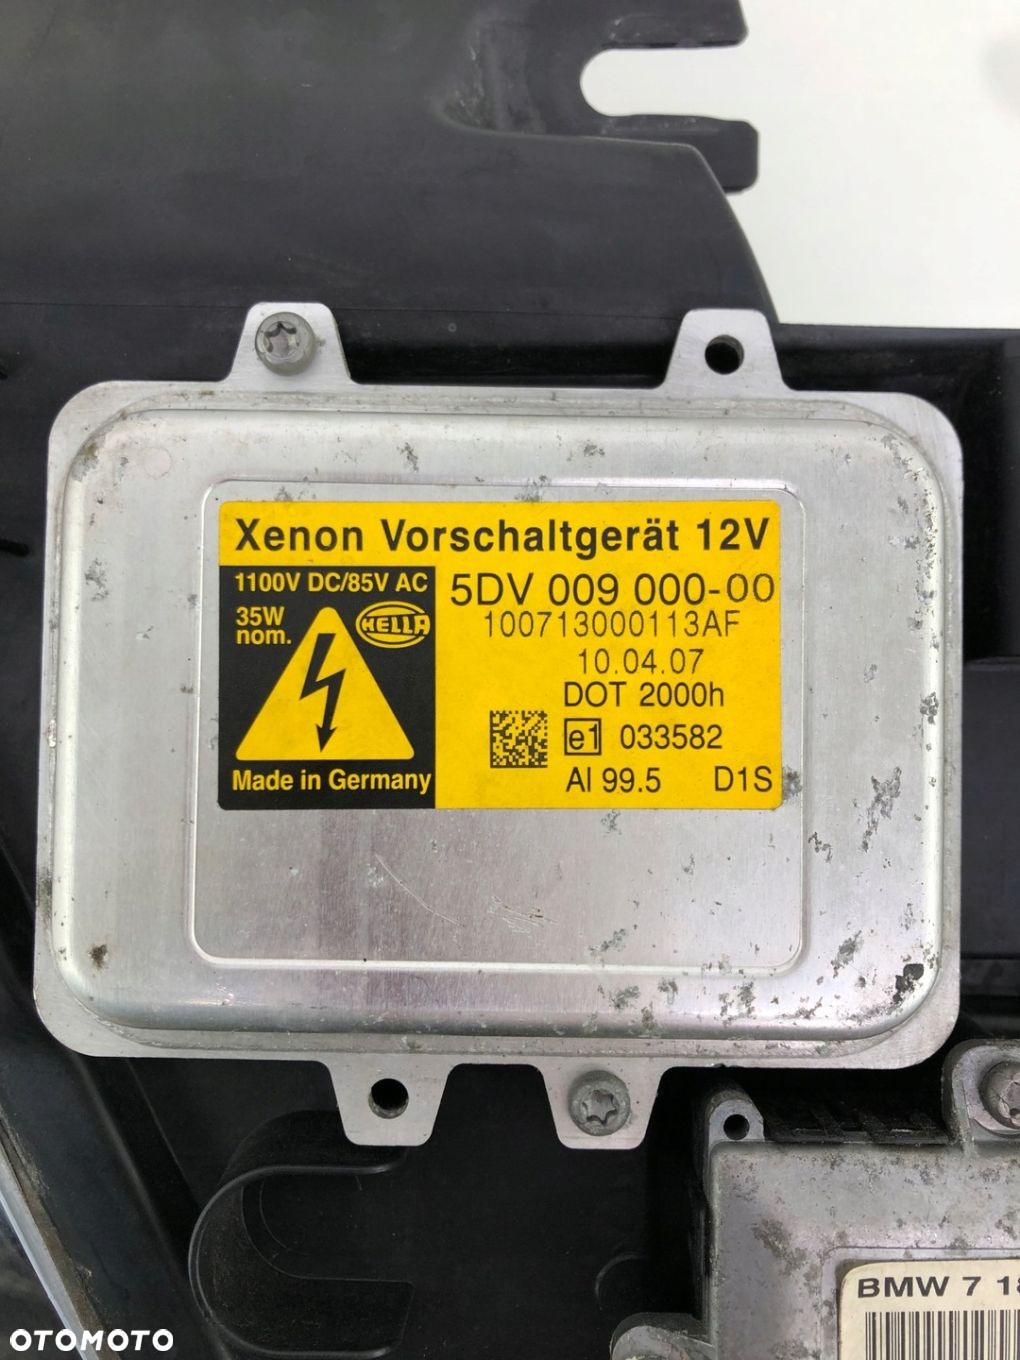 Xenon Vorschaltgerät 12V
1100V DC/85V AC
35W
nom.
HELLA
Made in Germany
5DV 009 000-00
100713000113AF
10.04.07
DOT 2000h
e1 033582
Al 99.5 D1S
BMW 7 18
OTOMOTO